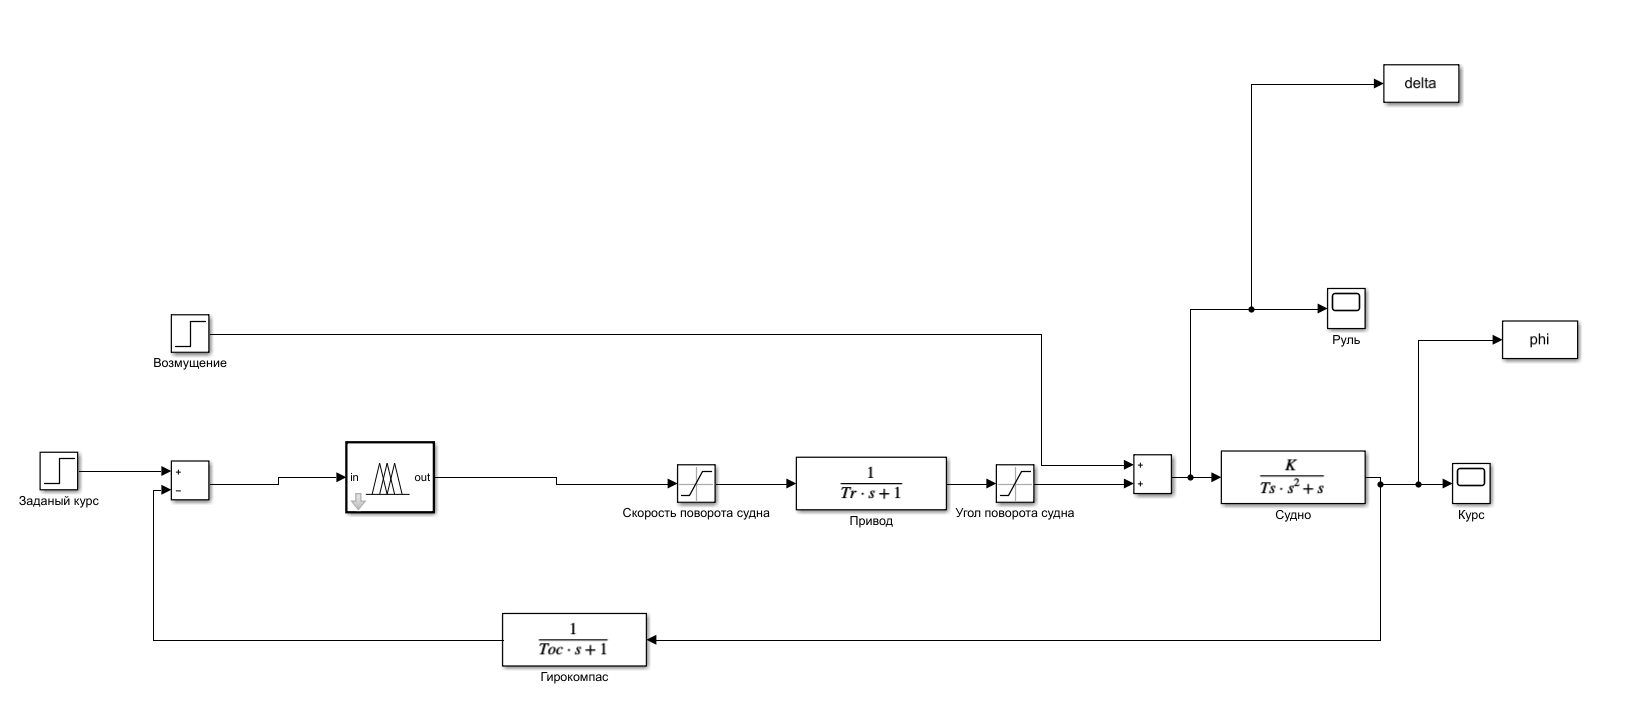 delta
Руль
phi
Возмущение
+
−
Заданый курс
in
out
Скорость поворота судна
1
Tr · s + 1
Привод
Угол поворота судна
+
+
K
Ts · s² + s
Судно
Курс
1
Toc · s + 1
Гирокомпас